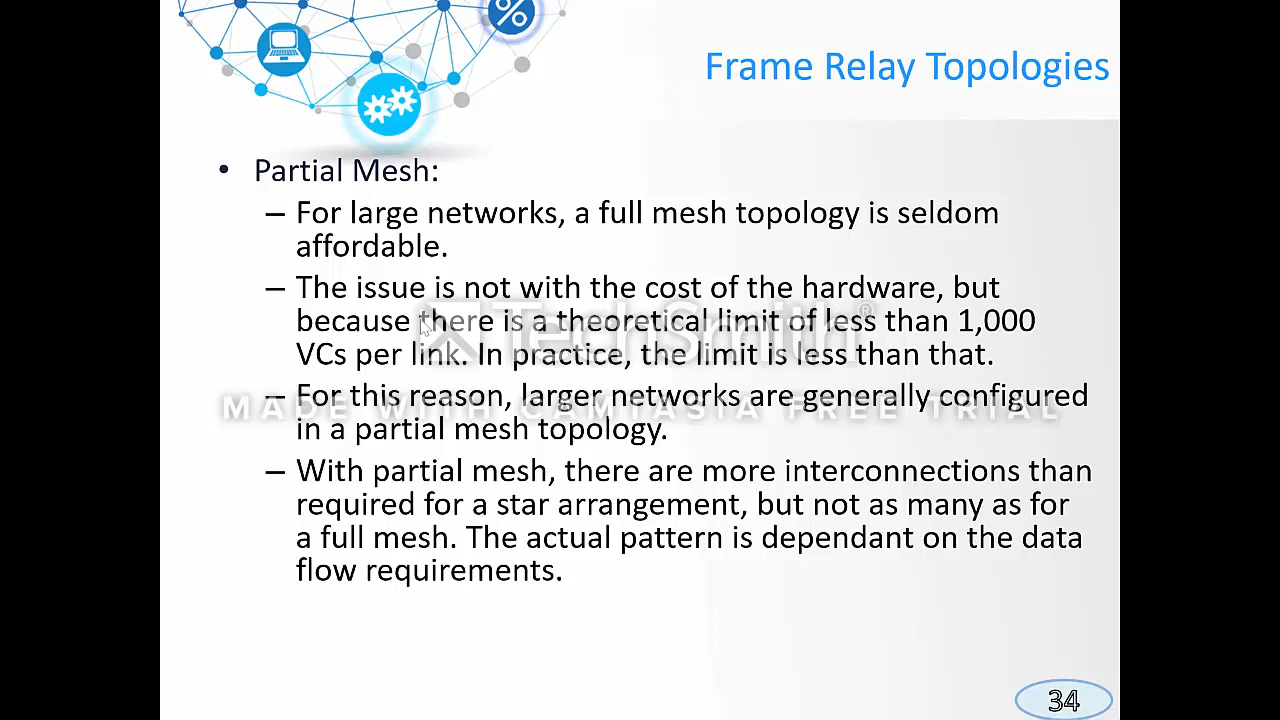 %
Frame Relay Topologies
• Partial Mesh:
– For large networks, a full mesh topology is seldom
affordable.
– The issue is not with the cost of the hardware, but
because there is a theoretical limit of less than 1,000
VCs per link. In practice, the limit is less than that.
– For this reason, larger networks are generally configured
in a partial mesh topology.
– With partial mesh, there are more interconnections than
required for a star arrangement, but not as many as for
a full mesh. The actual pattern is dependant on the data
flow requirements.
TechSmith®
MADE WITH CAMTASIA FREE TRIAL
34